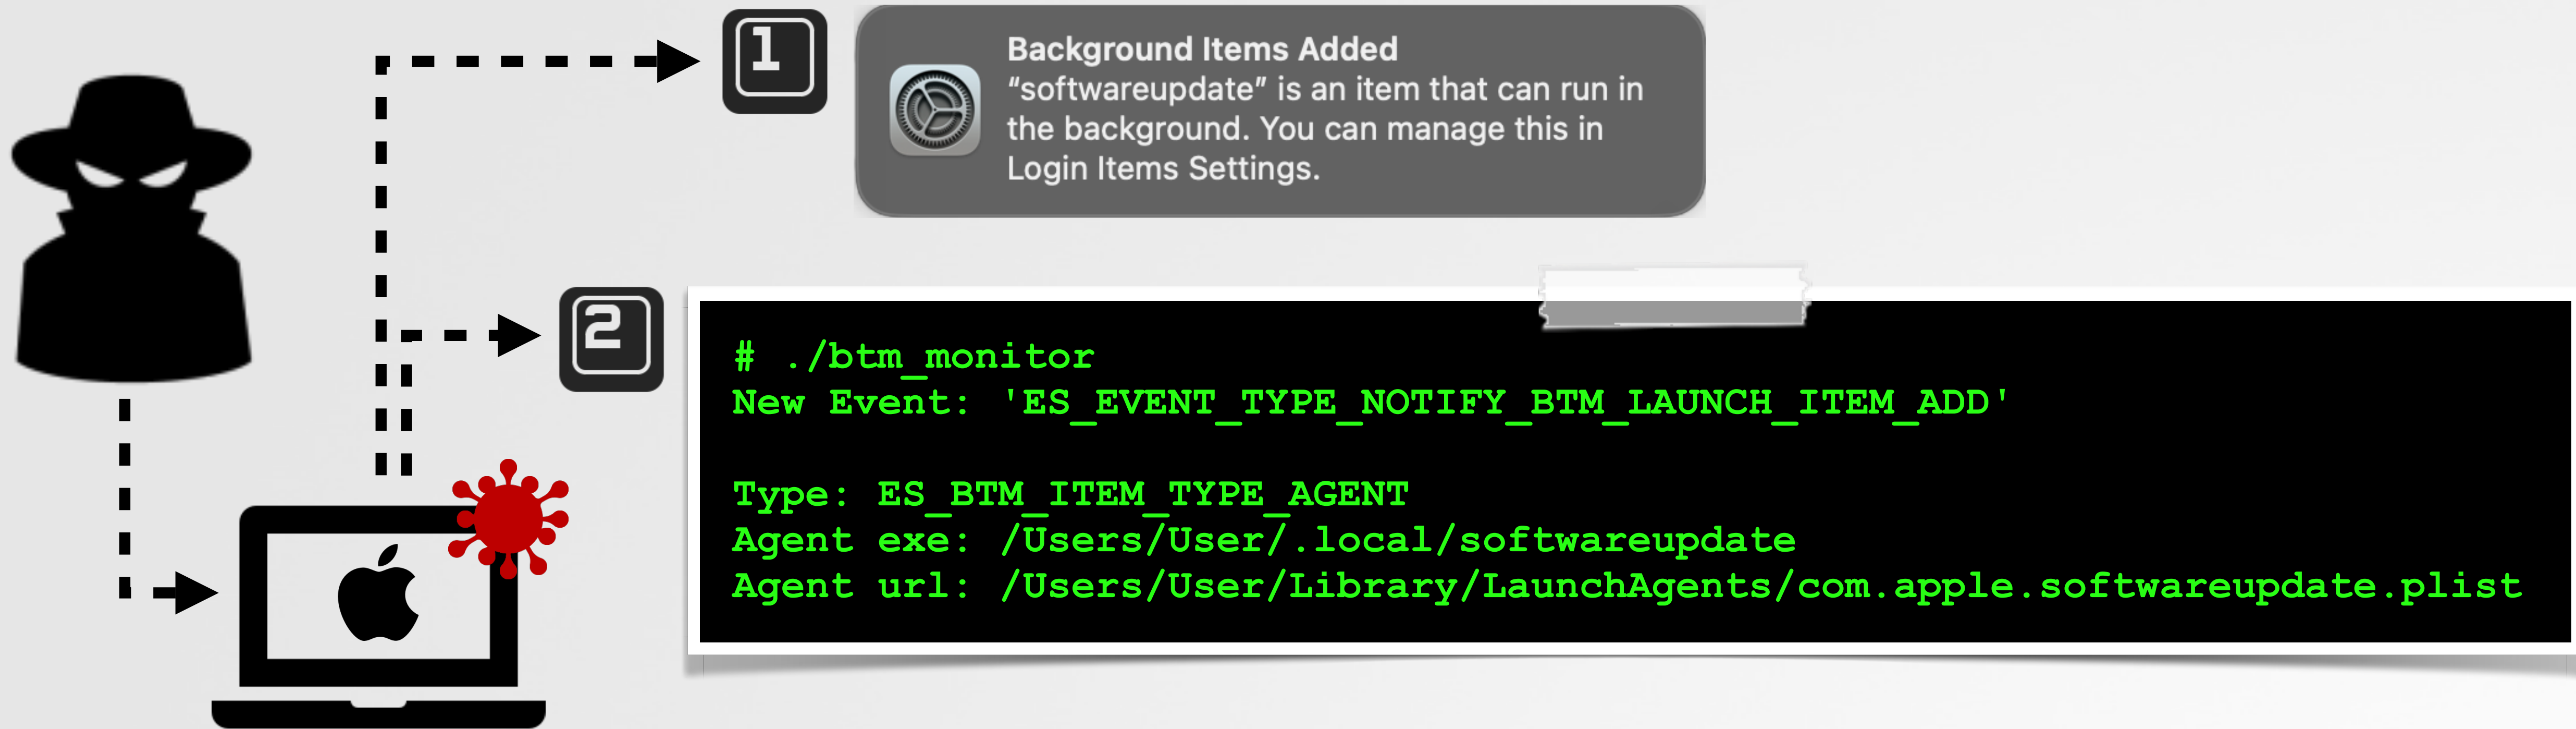 1
Background Items Added
“softwareupdate” is an item that can run in
the background. You can manage this in
Login Items Settings.
2
# ./btm_monitor
New Event: 'ES_EVENT_TYPE_NOTIFY_BTM_LAUNCH_ITEM_ADD'
Type: ES_BTM_ITEM_TYPE_AGENT
Agent exe: /Users/User/.local/softwareupdate
Agent url: /Users/User/Library/LaunchAgents/com.apple.softwareupdate.plist